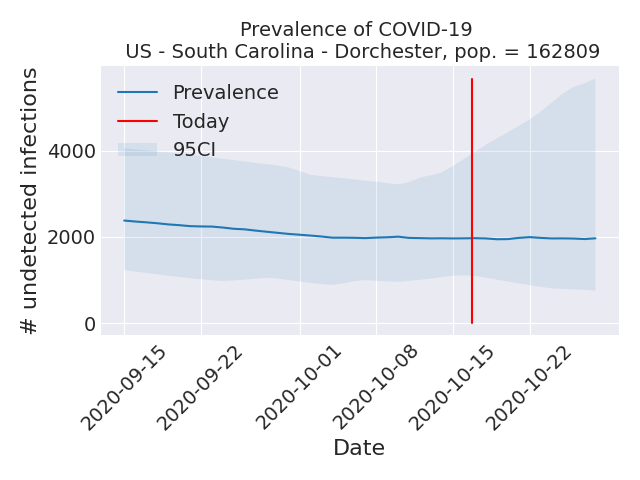 Prevalence of COVID-19
US - South Carolina - Dorchester, pop. = 162809
# undetected infections
4000
2000
0
Prevalence
Today
95CI
2020-09-15
2020-09-22
2020-10-01
2020-10-08
2020-10-15
2020-10-22
Date